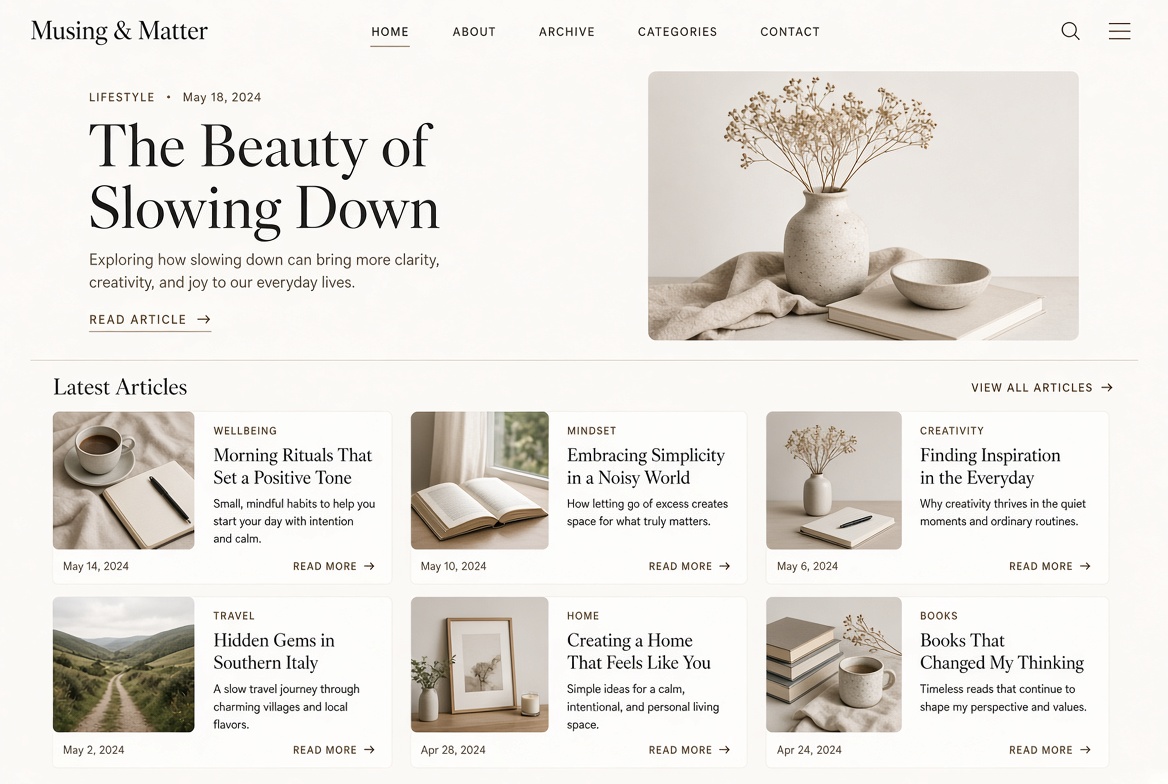 Musing & Matter
HOME
ABOUT
ARCHIVE
CATEGORIES
CONTACT
LIFESTYLE • May 18, 2024
The Beauty of
Slowing Down
Exploring how slowing down can bring more clarity,
creativity, and joy to our everyday lives.
READ ARTICLE →
Latest Articles
VIEW ALL ARTICLES →
WELLBEING
Morning Rituals That
Set a Positive Tone
Small, mindful habits to help you
start your day with intention
and calm.
May 14, 2024
READ MORE →
MINDSET
Embracing Simplicity
in a Noisy World
How letting go of excess creates
space for what truly matters.
May 10, 2024
READ MORE →
CREATIVITY
Finding Inspiration
in the Everyday
Why creativity thrives in the quiet
moments and ordinary routines.
May 6, 2024
READ MORE →
TRAVEL
Hidden Gems in
Southern Italy
A slow travel journey through
charming villages and local
flavors.
May 2, 2024
READ MORE →
HOME
Creating a Home
That Feels Like You
Simple ideas for a calm,
intentional, and personal living
space.
Apr 28, 2024
READ MORE →
BOOKS
Books That
Changed My Thinking
Timeless reads that continue to
shape my perspective and values.
Apr 24, 2024
READ MORE →